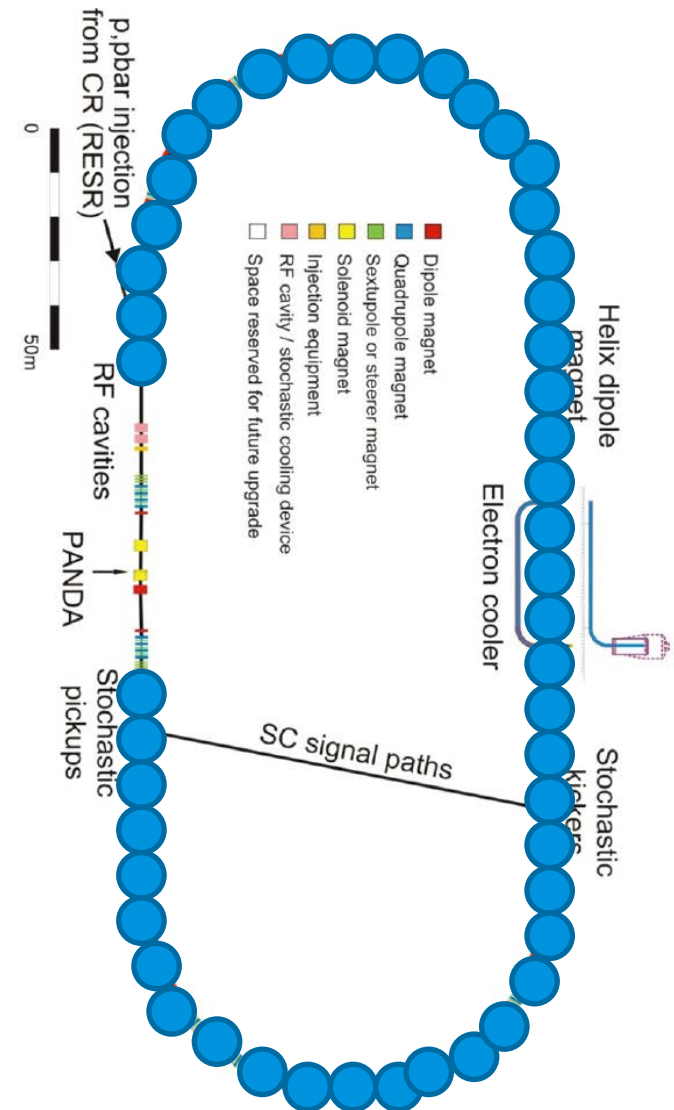 p,pbar injection
from CR (RESR)
0
50m
Dipole magnet
Quadrupole magnet
Sextupole or steerer magnet
Solenoid magnet
Injection equipment
RF cavity / stochastic cooling device
Space reserved for future upgrade
Helix dipole
magnet
Electron cooler
RF cavities
PANDA
Stochastic
pickups
SC signal paths
Stochastic
kickers